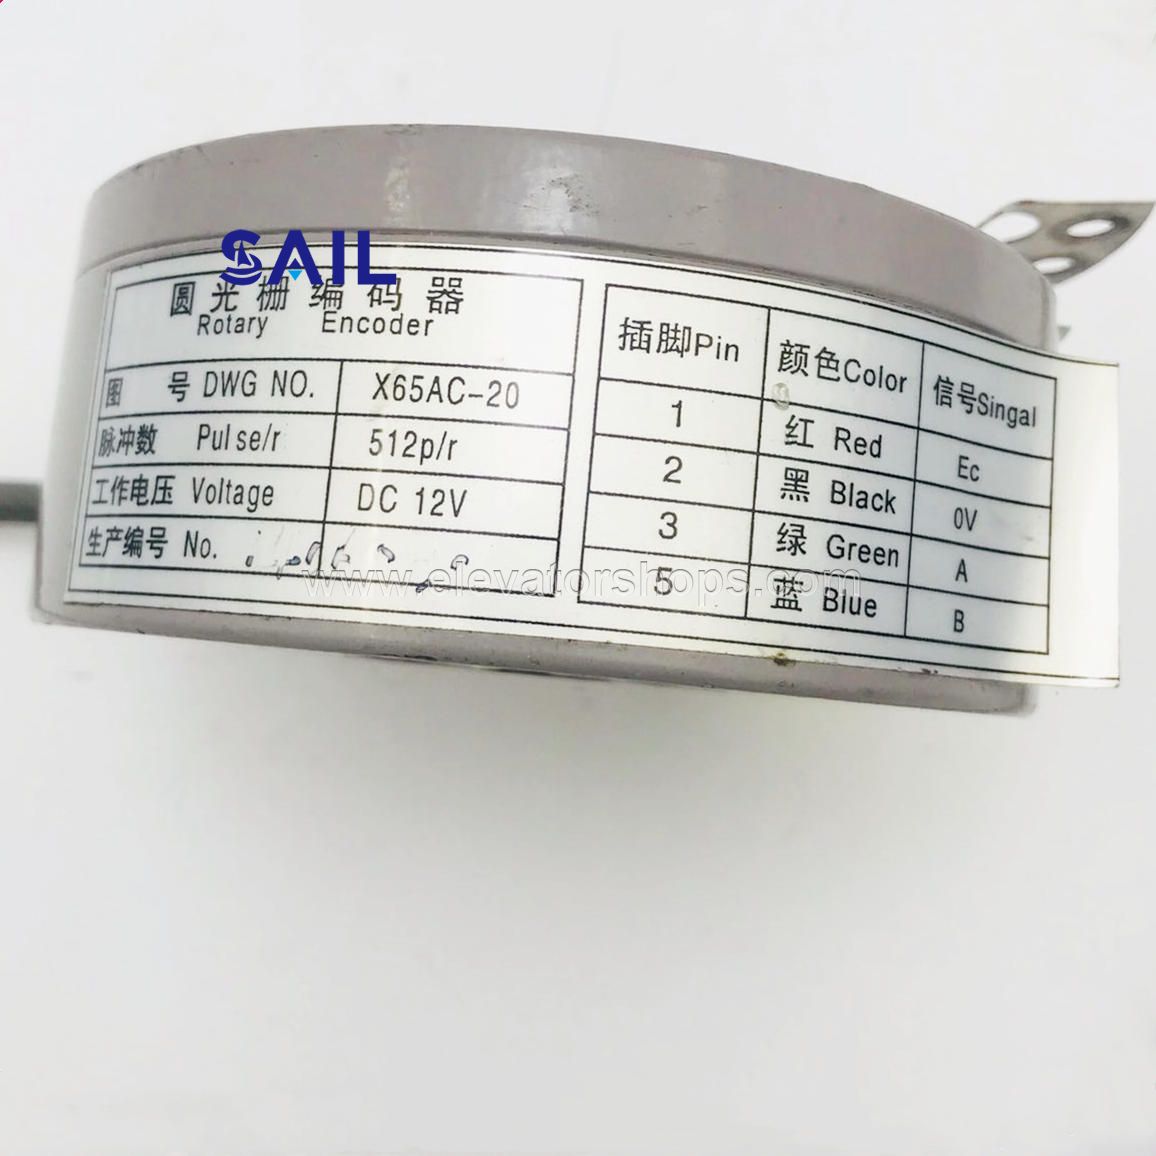 SAIL
圆光栅编码器
Rotary Encoder
图 号 DWG NO. X65AC-20
脉冲数 Pulse/r 512p/r
工作电压 Voltage DC 12V
生产编号 No.
插脚Pin 颜色Color 信号Singal
1 红 Red Ec
2 黑 Black 0V
3 绿 Green A
5 蓝 Blue B
www.elevatorshops.com